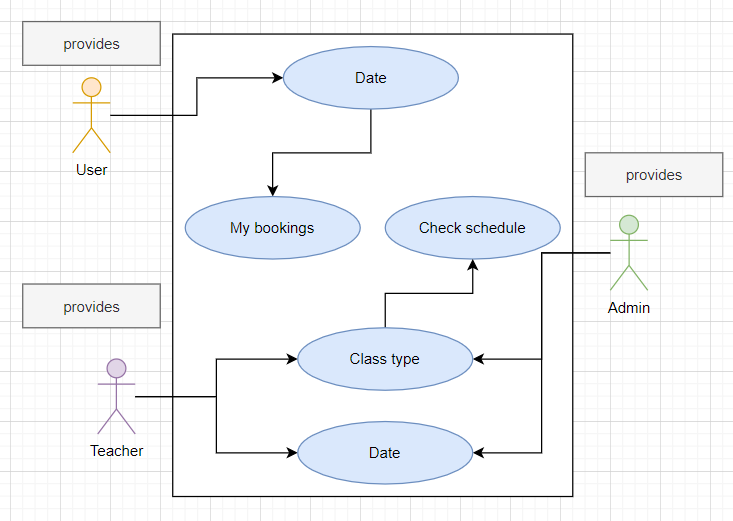 provides
Date
User
provides
My bookings
Check schedule
Admin
provides
Class type
Teacher
Date